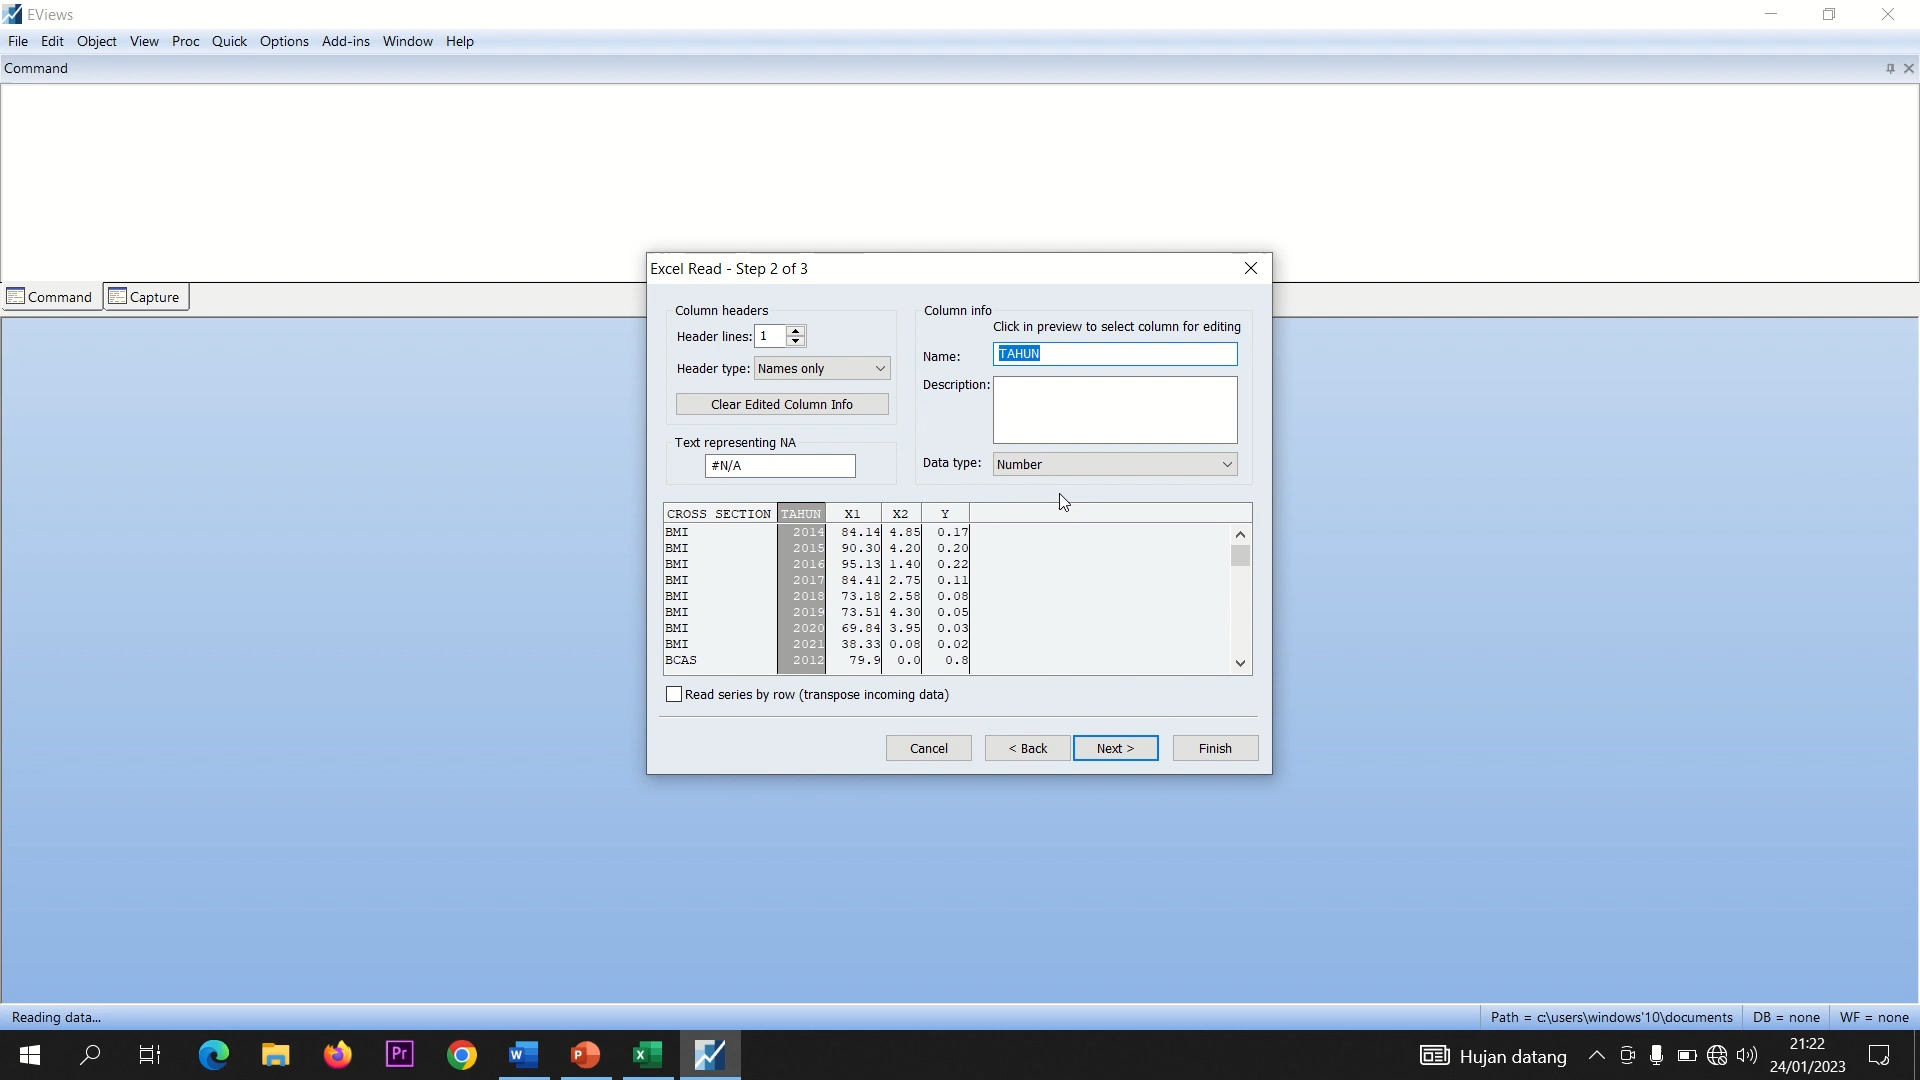 EViews
File Edit Object View Proc Quick Options Add-ins Window Help
Command
Command Capture
Excel Read - Step 2 of 3
Column headers
Header lines: 1
Header type: Names only
Clear Edited Column Info
Text representing NA
#N/A
Column info
Click in preview to select column for editing
Name: TAHUN
Description:
Data type: Number
CROSS SECTION TAHUN X1 X2 Y
BMI 2014 84.14 4.85 0.17
BMI 2015 90.30 4.20 0.20
BMI 2016 95.13 1.40 0.22
BMI 2017 84.41 2.75 0.11
BMI 2018 73.18 2.58 0.08
BMI 2019 73.51 4.30 0.05
BMI 2020 69.84 3.95 0.03
BMI 2021 38.33 0.08 0.02
BCAS 2012 79.9 0.0 0.8
Read series by row (transpose incoming data)
Cancel < Back Next > Finish
Reading data... Path = c:\users\windows'10\documents DB = none WF = none
Pr
Hujan datang
21:22
24/01/2023